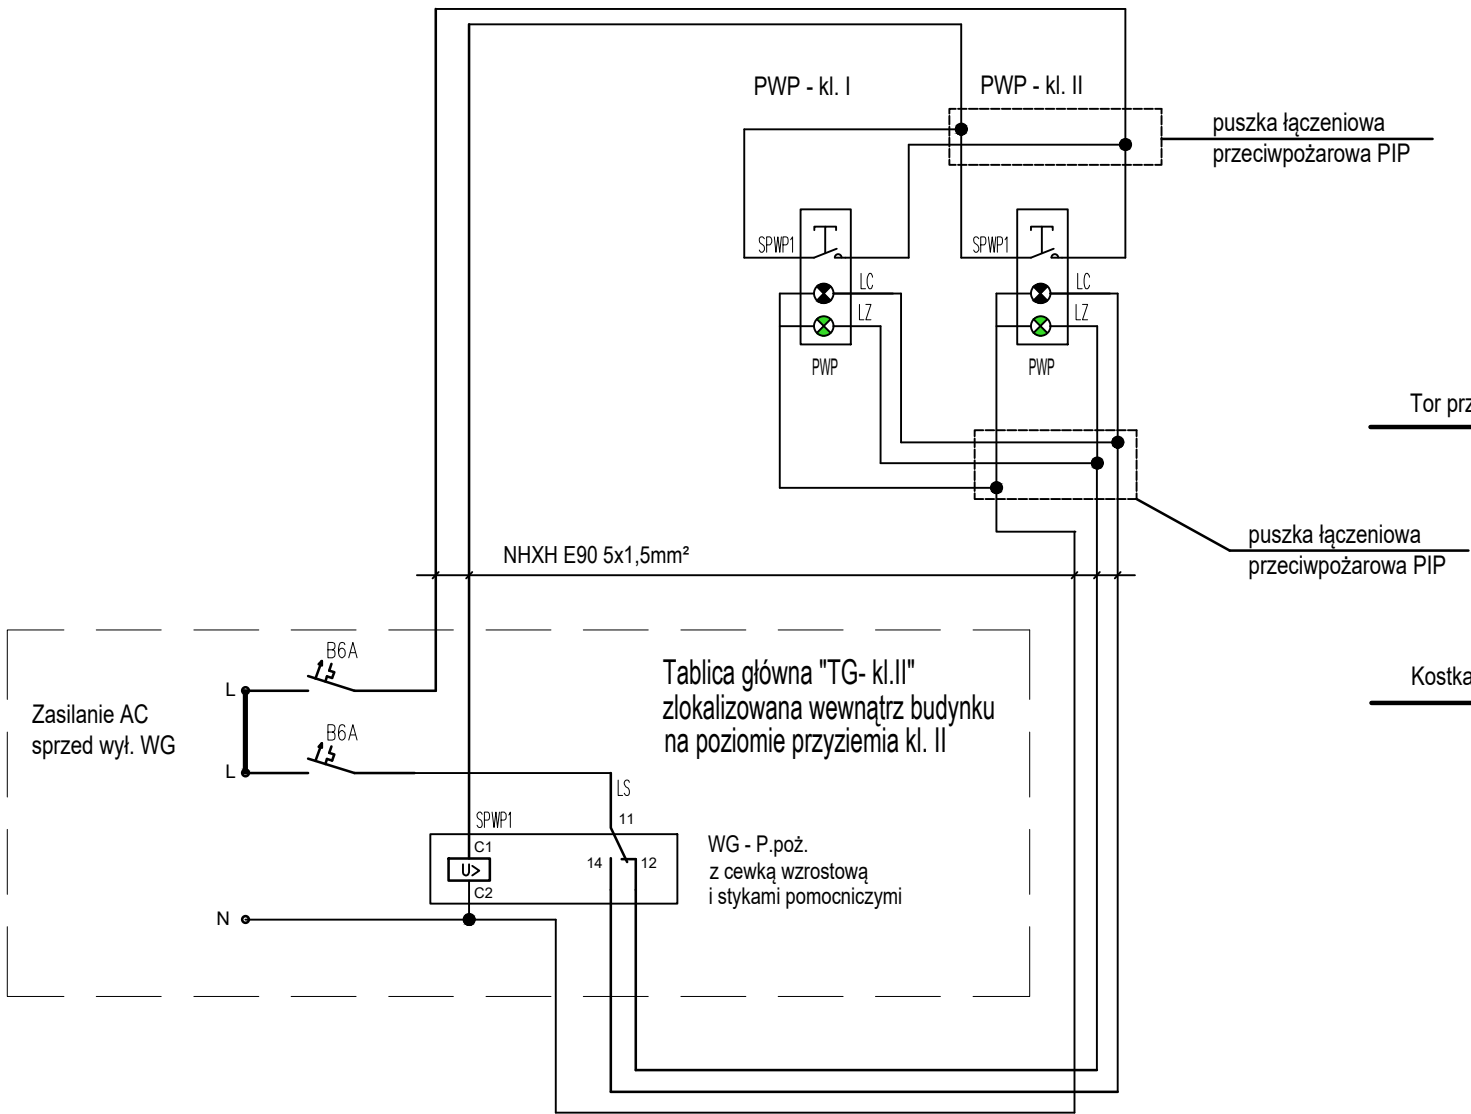 PWP - kl. I
PWP - kl. II
puszka łączeniowa
przeciwpożarowa PIP
SPWP1
SPWP1
LC
LZ
LC
LZ
PWP
PWP
Tor prz
puszka łączeniowa
przeciwpożarowa PIP
NHXH E90 5x1,5mm²
Kostka
B6A
L
Zasilanie AC
sprzed wył. WG
B6A
L
Tablica główna "TG- kl.II"
zlokalizowana wewnątrz budynku
na poziomie przyziemia kl. II
LS
SPWP1
11
C1
14
12
U>
C2
WG - P.poż.
z cewką wzrostową
i stykami pomocniczymi
N